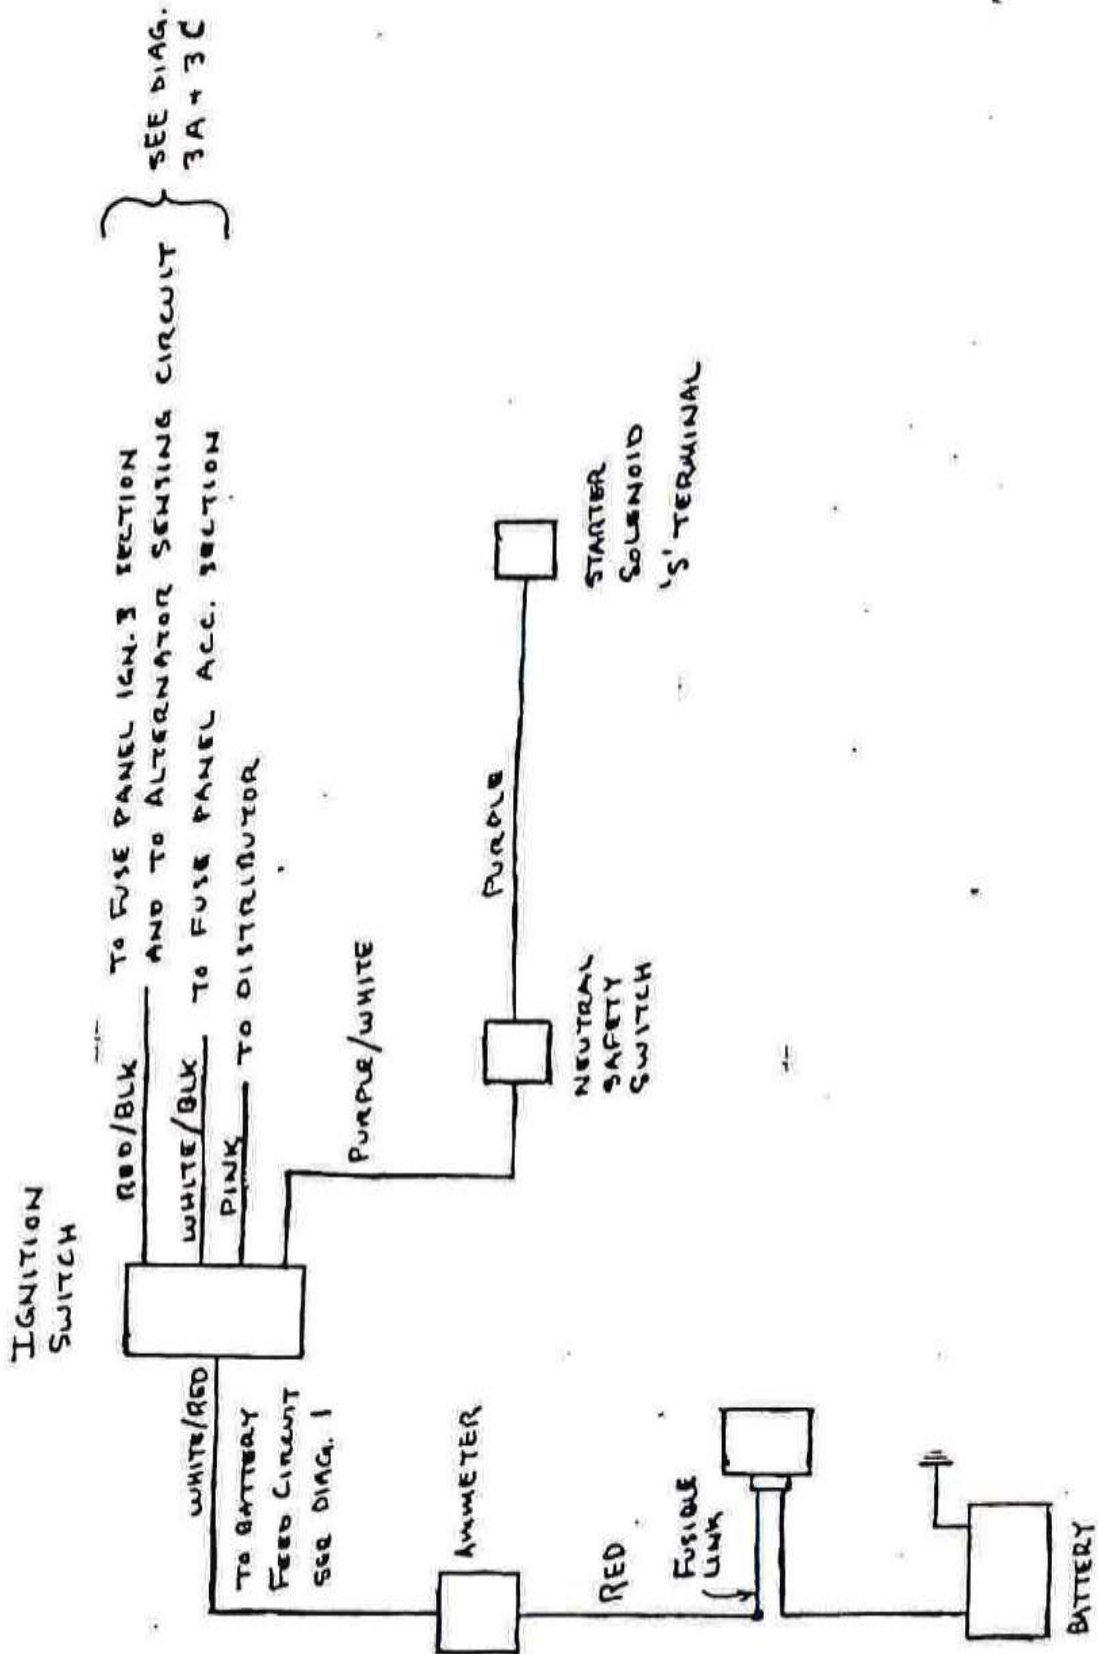 IGNITION
SWITCH
RED/BLK
TO FUSE PANEL IGN. 3 SECTION
AND TO ALTERNATOR SENSING CIRCUIT
WHITE/BLK
TO FUSE PANEL ACC. SECTION
PINK
TO DISTRIBUTOR
SEE DIAG.
3A + 3C
PURPLE/WHITE
WHITE/RED
TO BATTERY
FEED CIRCUIT
SEE DIAG. 1
AMMETER
PURPLE
NEUTRAL
SAFETY
SWITCH
STARTER
SOLENOID
'S' TERMINAL
RED
FUSIBLE
LINK
BATTERY